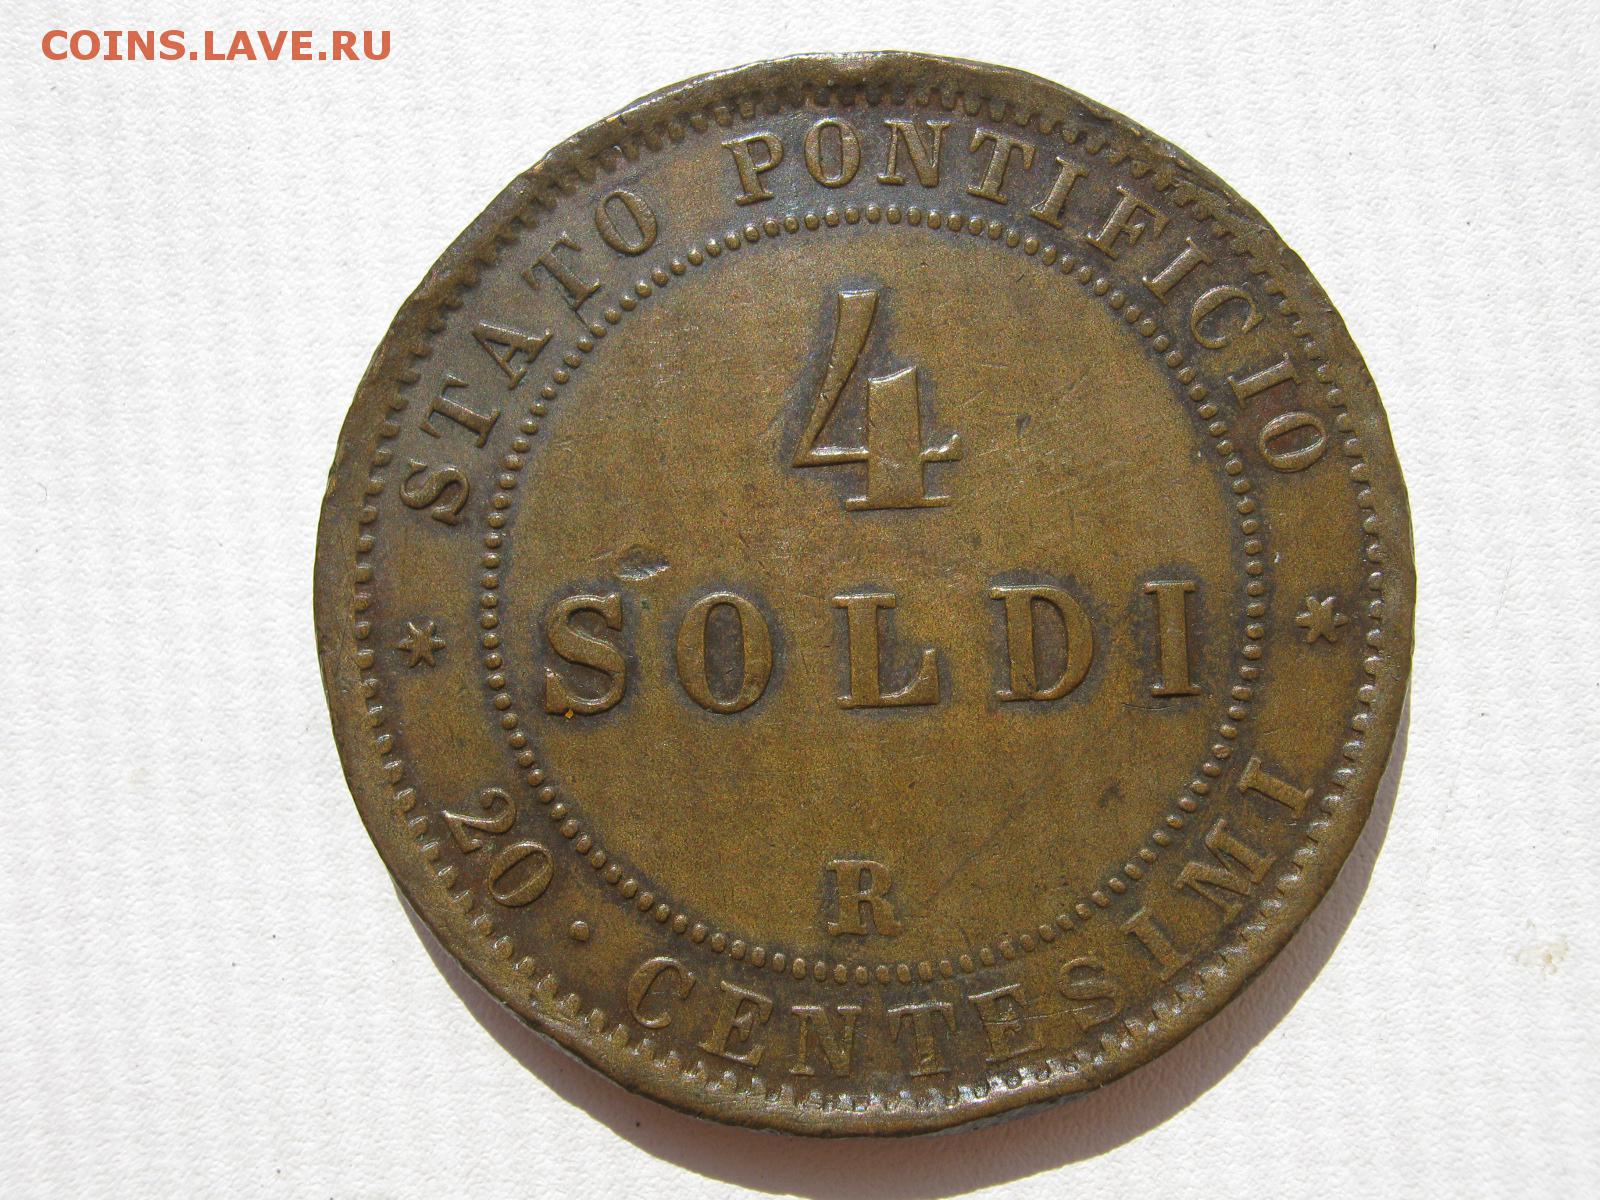 COINS.LAVE.RU
STATO PONTIFICIO
4
SOLDI
R
* 20 · CENTESIMI *